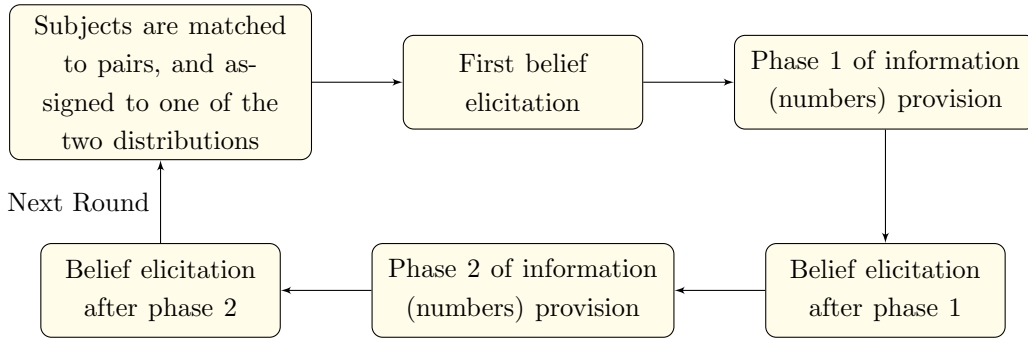 Subjects are matched
to pairs, and as-
signed to one of the
two distributions
First belief
elicitation
Phase 1 of information
(numbers) provision
Next Round
Belief elicitation
after phase 2
Phase 2 of information
(numbers) provision
Belief elicitation
after phase 1